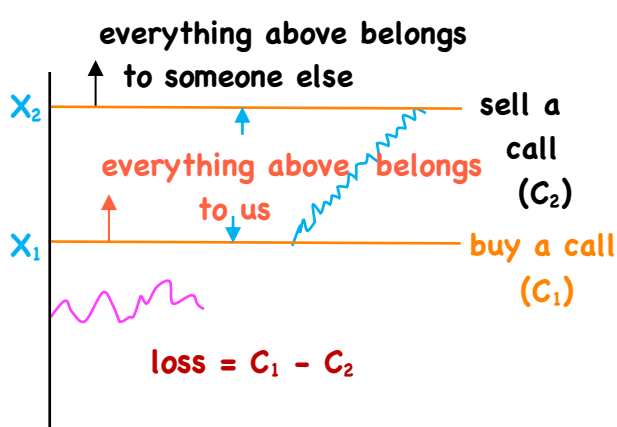 everything above belongs
to someone else
X₂
sell a
call
(C₂)
everything above belongs
to us
X₁
buy a call
(C₁)
loss = C₁ - C₂